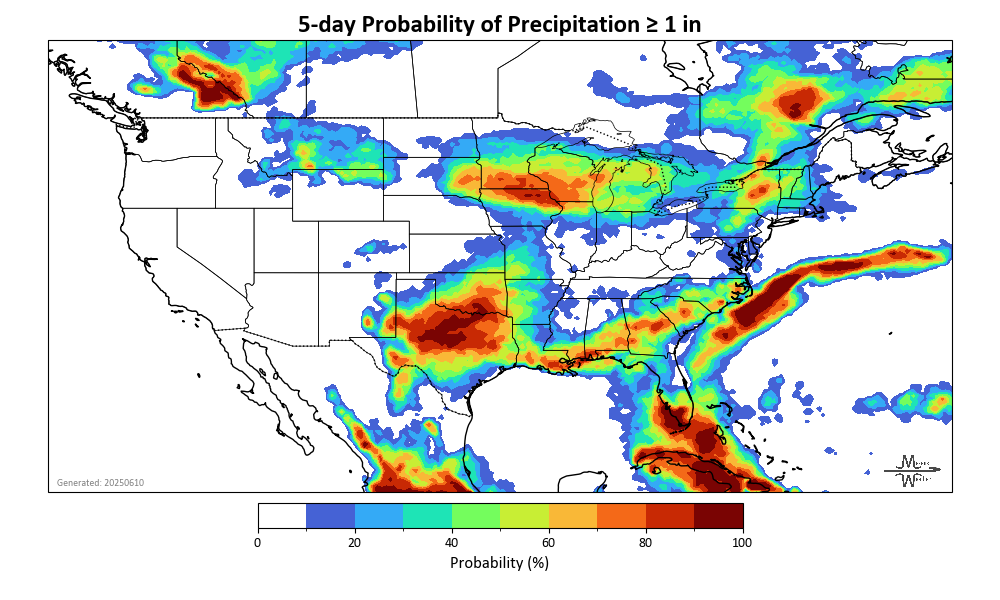 5-day Probability of Precipitation ≥ 1 in
Generated: 20250610
0 20 40 60 80 100
Probability (%)